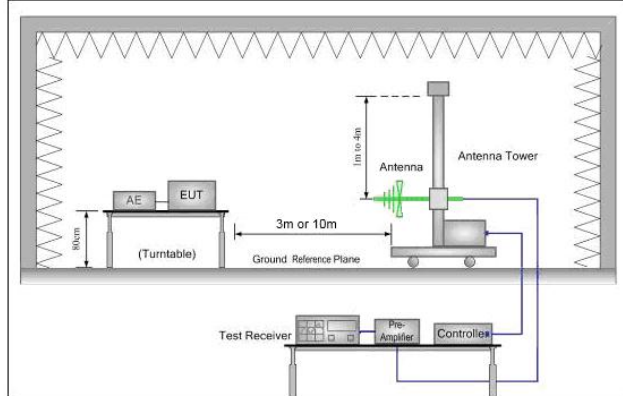 1m to 4m
Antenna
Antenna Tower
AE
EUT
3m or 10m
80cm
(Turntable)
Ground Reference Plane
Test Receiver
Pre-
Amplifier
Controller